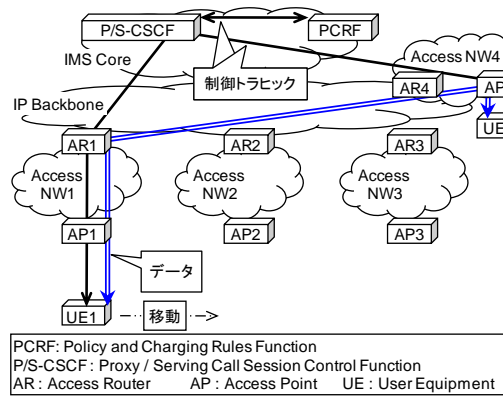 P/S-CSCF
PCRF
IMS Core
Access NW4
制御トラヒック
IP Backbone
AR4
AP
UE
AR1
AR2
AR3
Access
NW1
Access
NW2
Access
NW3
AP1
AP2
AP3
データ
UE1
移動
PCRF: Policy and Charging Rules Function
P/S-CSCF: Proxy / Serving Call Session Control Function
AR : Access Router AP : Access Point UE : User Equipment